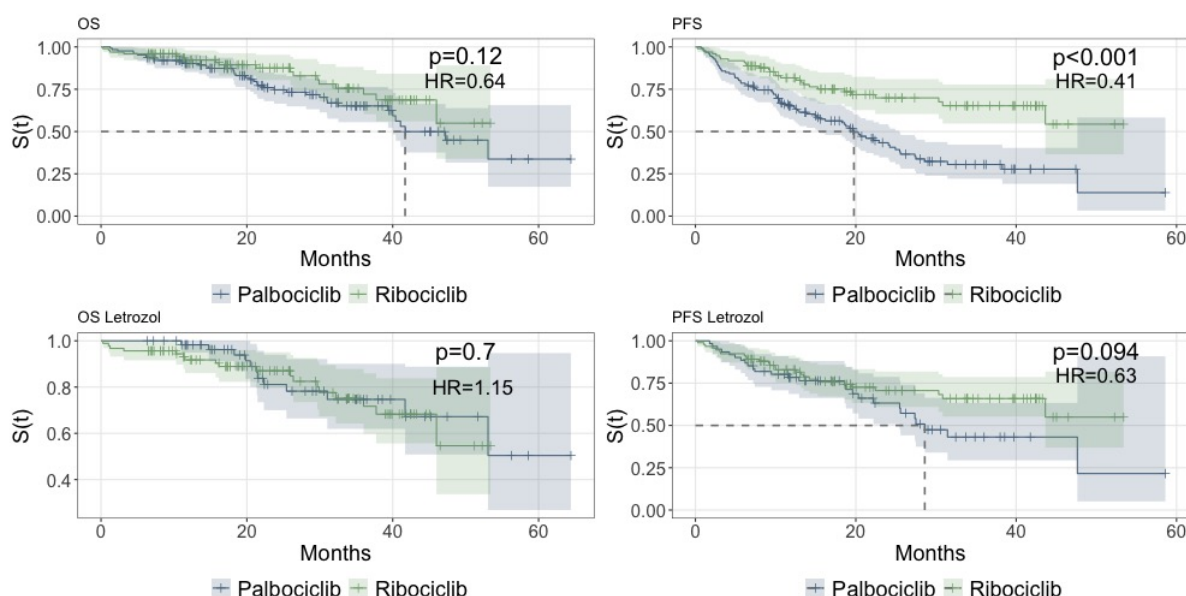 OS
1.00
0.75
0.50
0.25
0.00
S(t)
p=0.12
HR=0.64
0 20 40 60
Months
Palbociclib Ribociclib
PFS
1.00
0.75
0.50
0.25
0.00
S(t)
p<0.001
HR=0.41
0 20 40 60
Months
Palbociclib Ribociclib
OS Letrozol
1.0
0.8
0.6
0.4
S(t)
p=0.7
HR=1.15
0 20 40 60
Months
Palbociclib Ribociclib
PFS Letrozol
1.00
0.75
0.50
0.25
0.00
S(t)
p=0.094
HR=0.63
0 20 40 60
Months
Palbociclib Ribociclib